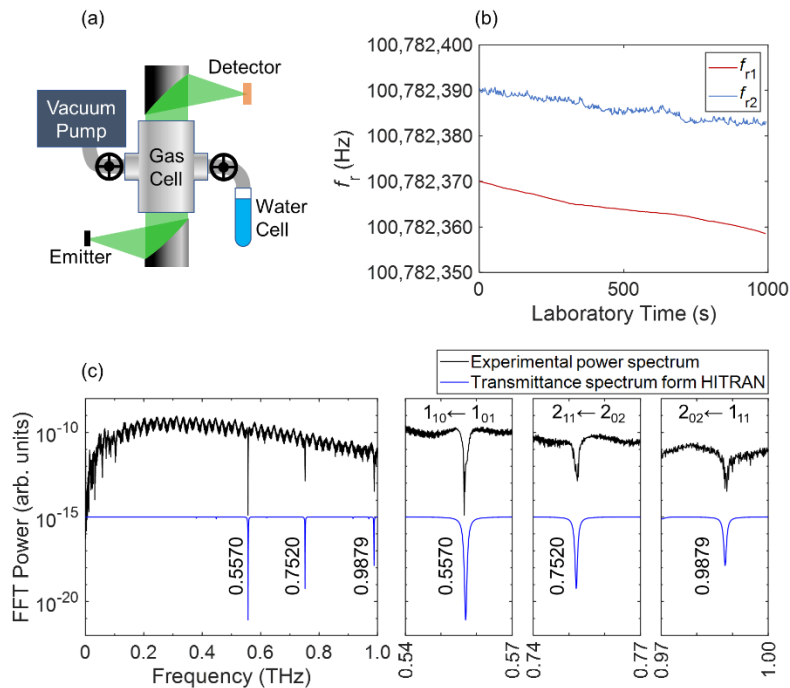 (a)
Detector
Vacuum
Pump
Gas
Cell
Water
Cell
Emitter
(b)
100,782,400
100,782,390
100,782,380
100,782,370
100,782,360
100,782,350
f_r (Hz)
f_r1
f_r2
0
500
1000
Laboratory Time (s)
Experimental power spectrum
Transmittance spectrum form HITRAN
(c)
FFT Power (arb. units)
10^-10
10^-15
10^-20
0.5570
0.7520
0.9879
0
0.2
0.4
0.6
0.8
1.0
Frequency (THz)
1_10 ← 1_01
0.5570
0.54
0.57
2_11 ← 2_02
0.7520
0.74
0.77
2_02 ← 1_11
0.9879
0.97
1.00